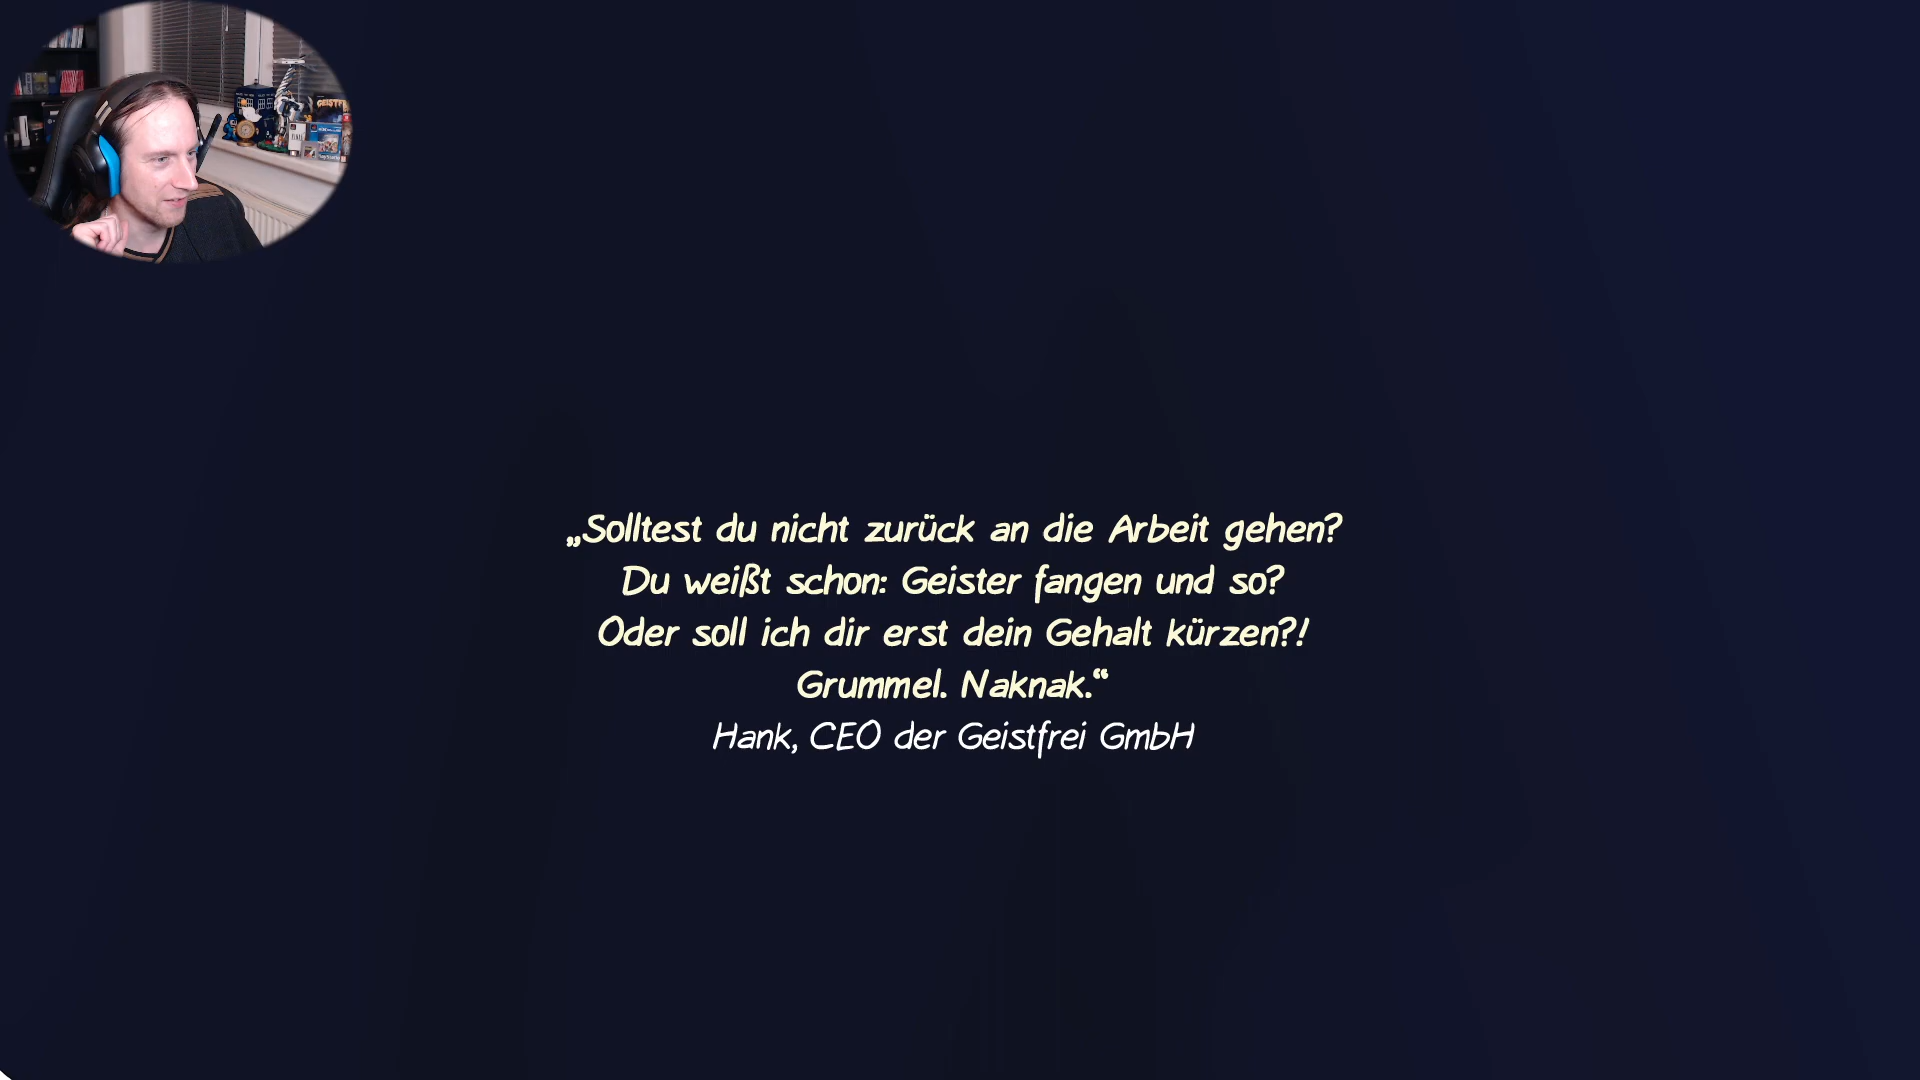 „Solltest du nicht zurück an die Arbeit gehen?
Du weißt schon: Geister fangen und so?
Oder soll ich dir erst dein Gehalt kürzen?!
Grummel. Naknak.“
Hank, CEO der Geistfrei GmbH